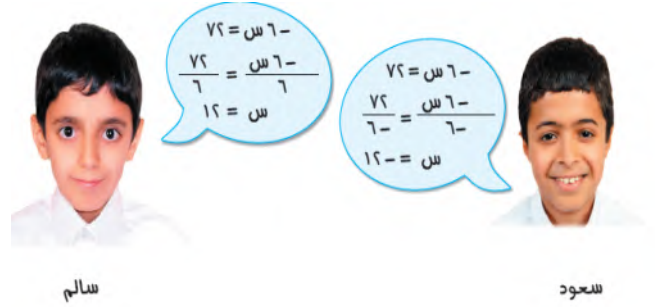 –٦ س = ٧٢
–٦ س / –٦ = ٧٢ / –٦
س = –١٢
سعود
–٦ س = ٧٢
–٦ س / ٦ = ٧٢ / ٦
س = ١٢
سالم